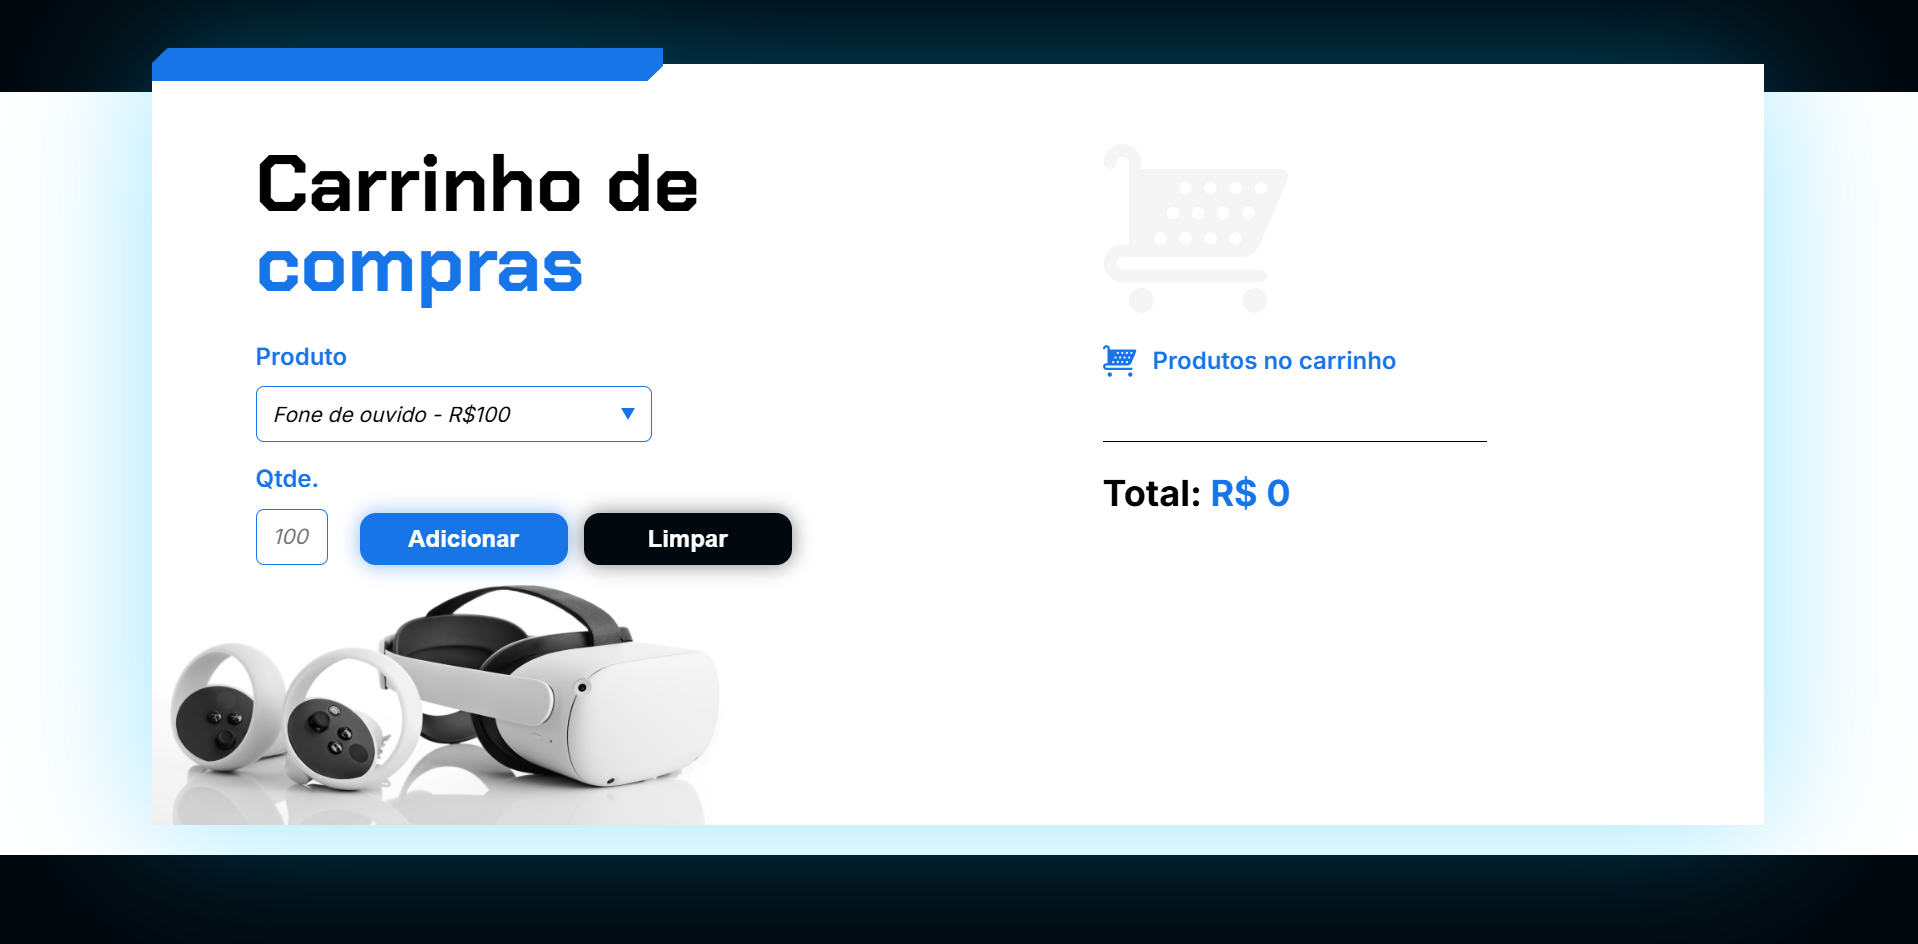 Carrinho de
compras
Produto
Fone de ouvido - R$100
Qtde.
100
Adicionar
Limpar
Produtos no carrinho
Total: R$ 0